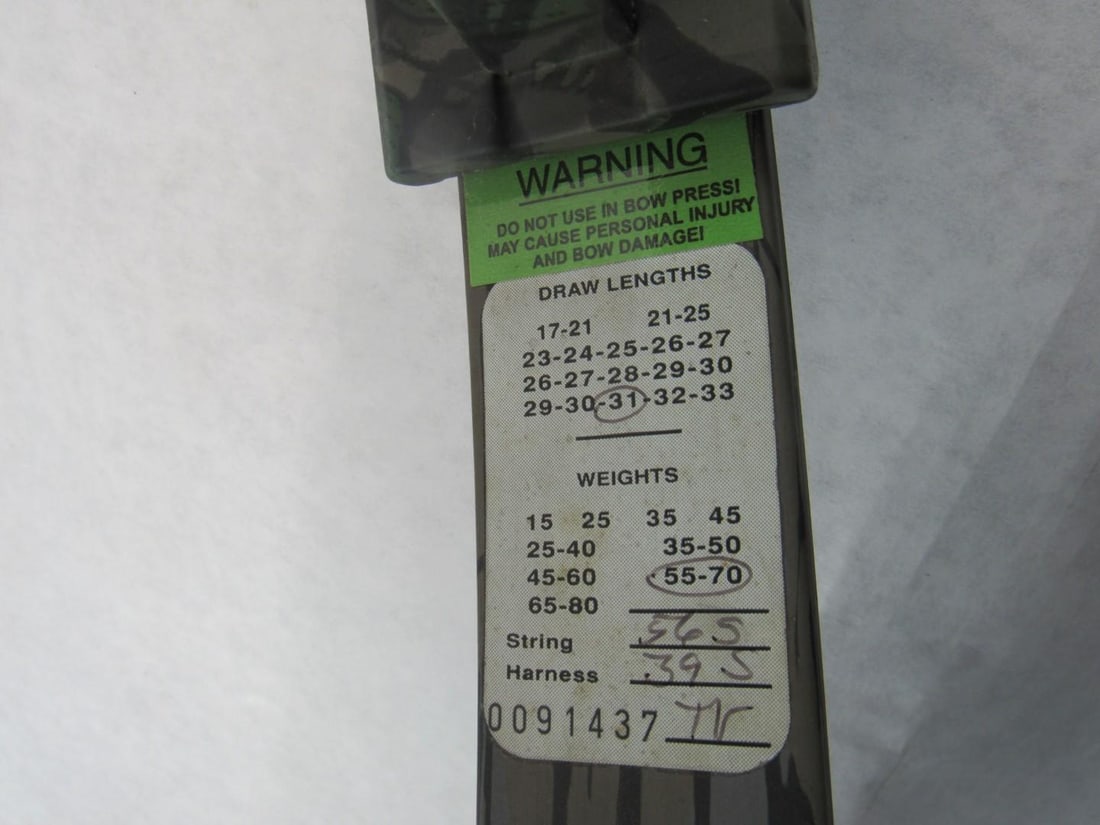 WARNING
DO NOT USE IN BOW PRESS!
MAY CAUSE PERSONAL INJURY
AND BOW DAMAGE!
DRAW LENGTHS
17-21 21-25
23-24-25-26-27
26-27-28-29-30
29-30-31-32-33
WEIGHTS
15 25 35 45
25-40 35-50
45-60 55-70
65-80
String 56 5
Harness 39 5
0091437